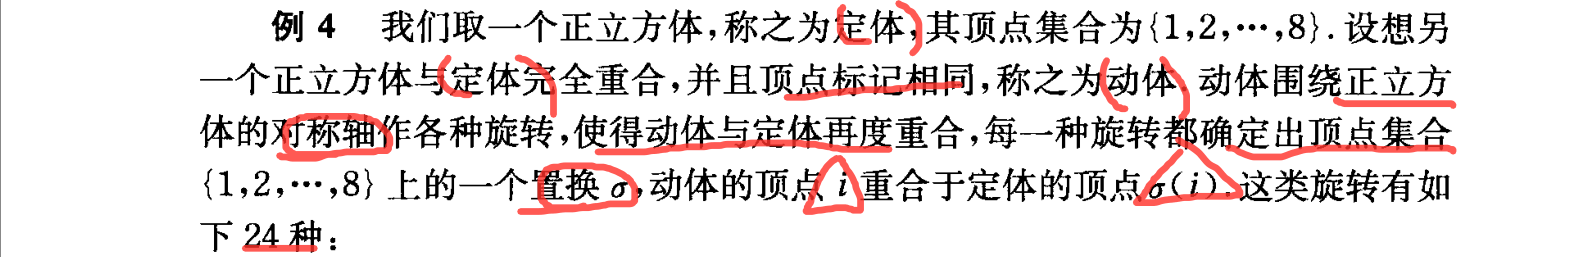 例 4 我们取一个正立方体,称之为定体,其顶点集合为{1,2,…,8}.设想另
一个正立方体与定体完全重合,并且顶点标记相同,称之为动体.动体围绕正立方
体的对称轴作各种旋转,使得动体与定体再度重合,每一种旋转都确定出顶点集合
{1,2,…,8}上的一个置换 σ,动体的顶点 i 重合于定体的顶点 σ(i).这类旋转有如
下 24 种: